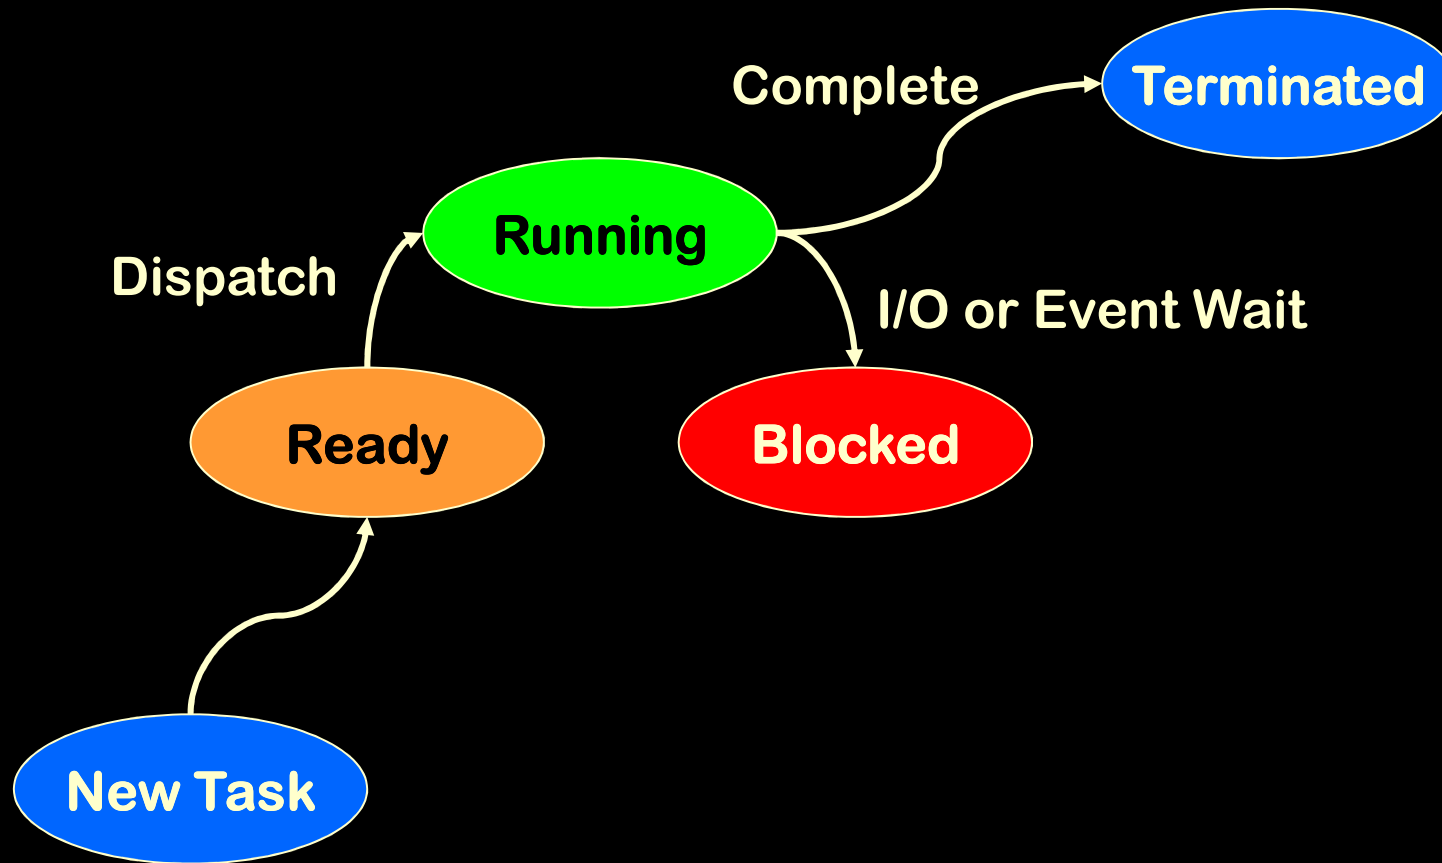 Complete
Terminated
Running
Dispatch
I/O or Event Wait
Ready
Blocked
New Task